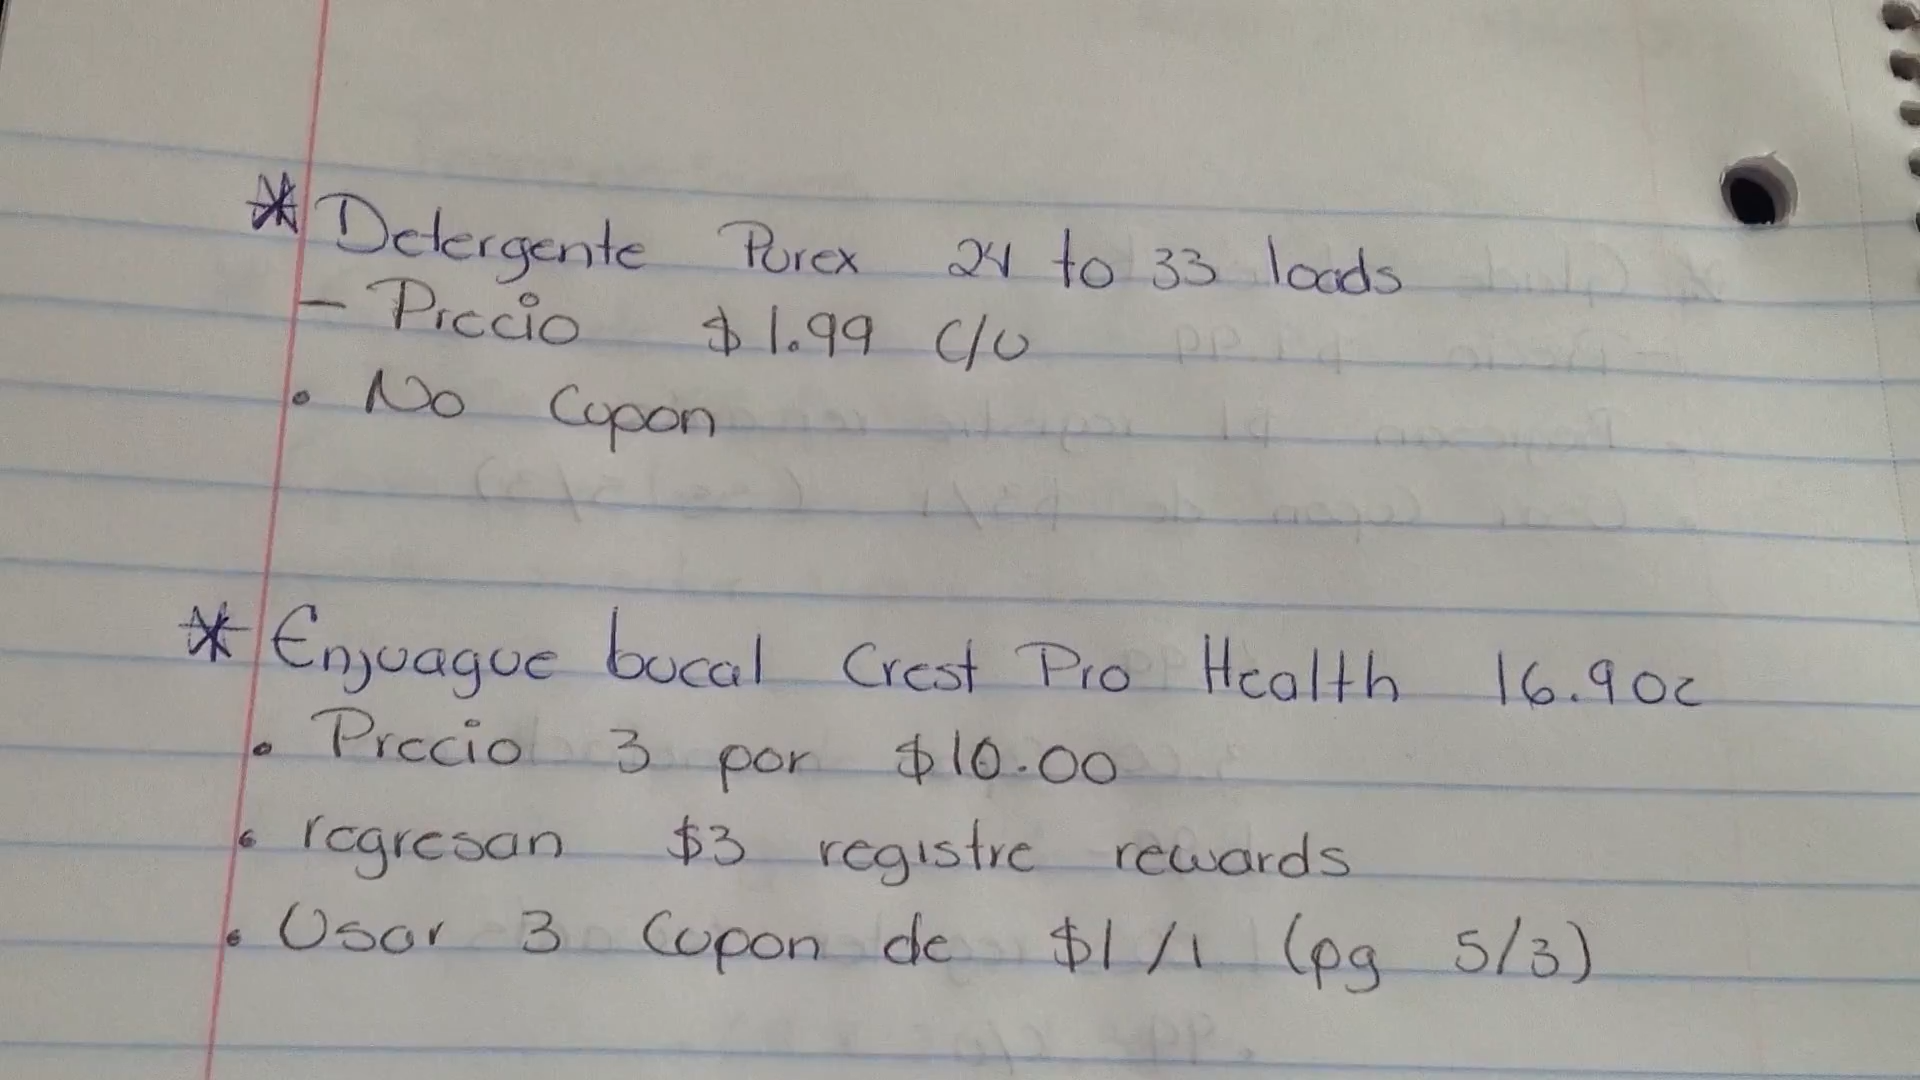 * Detergente Purex 24 to 33 loads
- Precio $1.99 c/u
• No Cupon
* Enjuague bucal Crest Pro Health 16.9oz
• Precio 3 por $10.00
• regresan $3 registre rewards
• Usar 3 Cupon de $1/1 (pg 5/3)